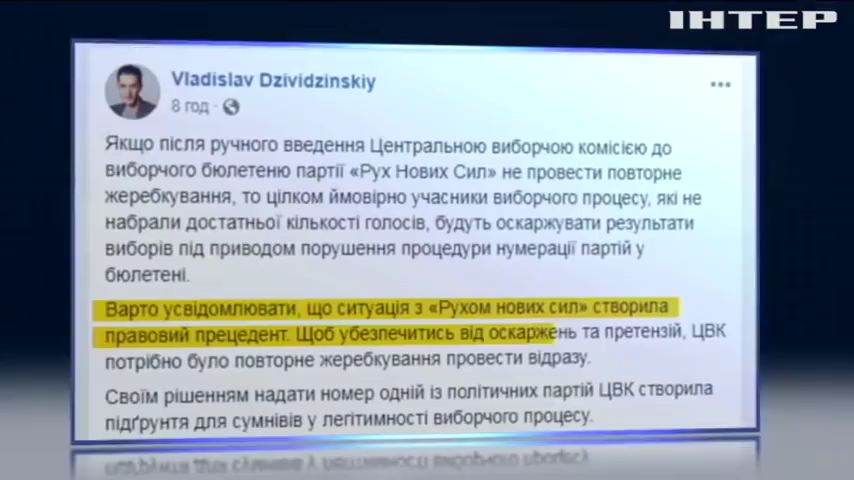 ІНТЕР
Vladislav Dzividzinskiy
8 год ·
Якщо після ручного введення Центральною виборчою комісією до
виборчого бюлетеню партії «Рух Нових Сил» не провести повторне
жеребкування, то цілком ймовірно учасники виборчого процесу, які не
набрали достатньої кількості голосів, будуть оскаржувати результати
виборів під приводом порушення процедури нумерації партій у
бюлетені.
Варто усвідомлювати, що ситуація з «Рухом нових сил» створила
правовий прецедент. Щоб убезпечитись від оскаржень та претензій, ЦВК
потрібно було повторне жеребкування провести відразу.
Своїм рішенням надати номер одній із політичних партій ЦВК створила
підґрунтя для сумнівів у легітимності виборчого процесу.